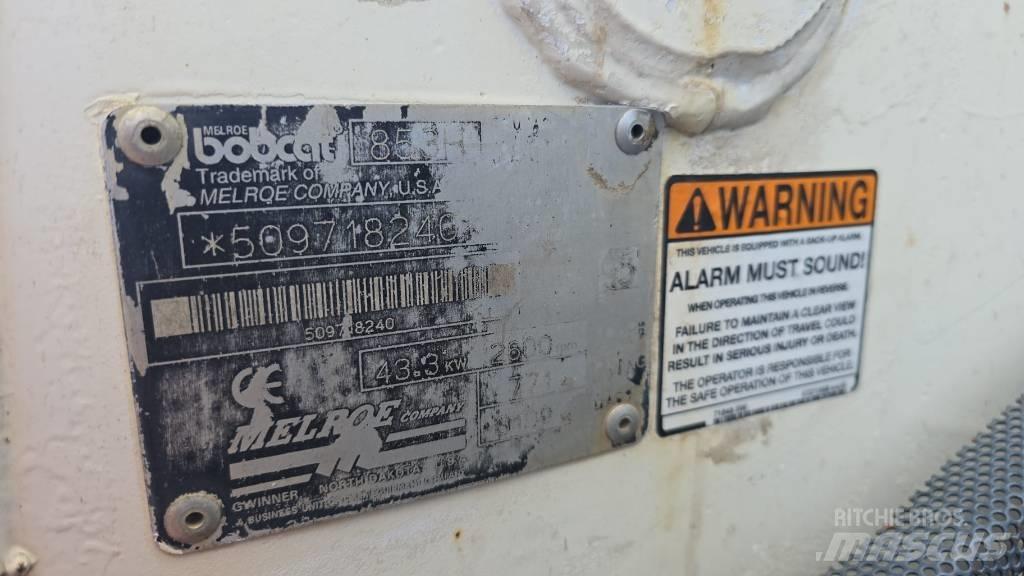 MELROE
bobcat
Trademark of
MELROE COMPANY, U.S.A
*509718240
509718240
43.3 KW 2600
CE
MELROE COMPANY
GWINNER NORTH DAKOTA
A BUSINESS UNIT
WARNING
THIS VEHICLE IS EQUIPPED WITH A BACK-UP ALARM.
ALARM MUST SOUND!
WHEN OPERATING THIS VEHICLE IN REVERSE.
FAILURE TO MAINTAIN A CLEAR VIEW
IN THE DIRECTION OF TRAVEL COULD
RESULT IN SERIOUS INJURY OR DEATH.
THE OPERATOR IS RESPONSIBLE FOR
THE SAFE OPERATION OF THIS VEHICLE.
RITCHIE BROS.
MASCUS